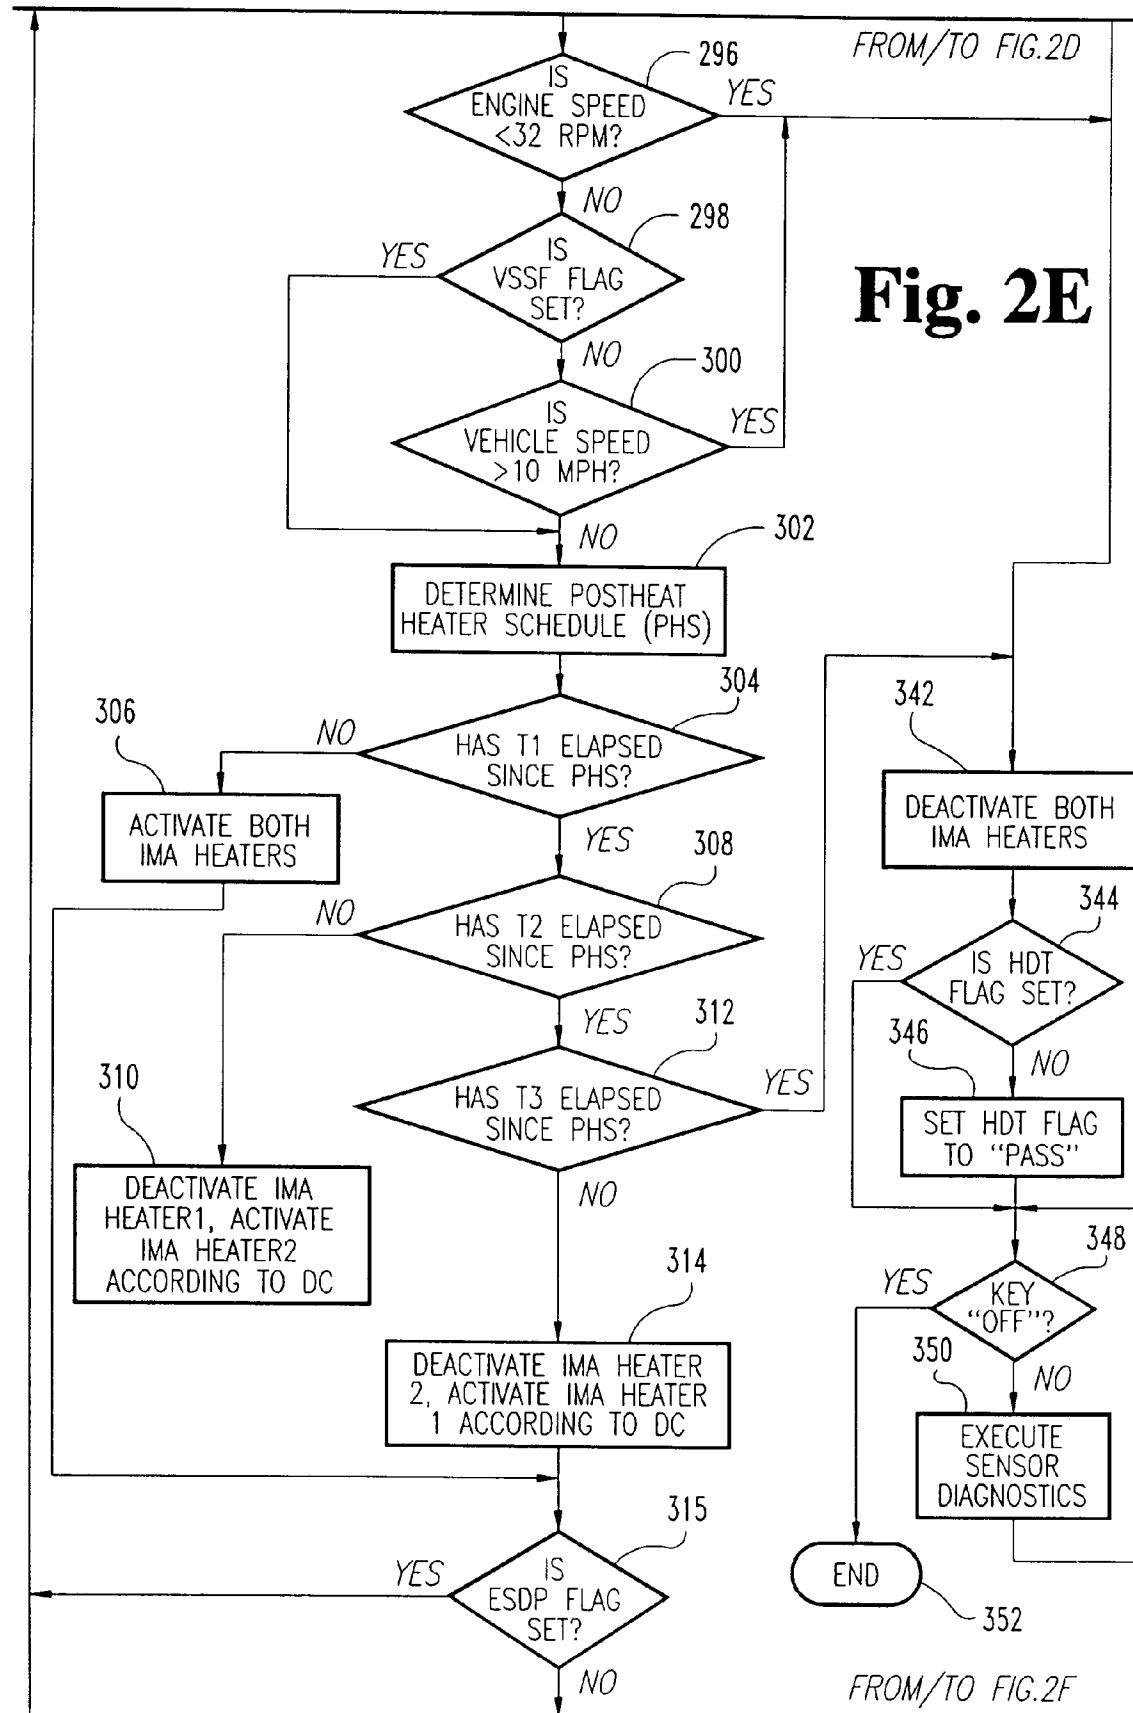 FROM/TO FIG.2D
296
IS
ENGINE SPEED
<32 RPM?
YES
NO
298
YES
IS
VSSF FLAG
SET?
Fig. 2E
NO
300
IS
VEHICLE SPEED
>10 MPH?
YES
NO
302
DETERMINE POSTHEAT
HEATER SCHEDULE (PHS)
304
NO
HAS T1 ELAPSED
SINCE PHS?
306
ACTIVATE BOTH
IMA HEATERS
YES
308
NO
HAS T2 ELAPSED
SINCE PHS?
YES
312
310
HAS T3 ELAPSED
SINCE PHS?
YES
DEACTIVATE IMA
HEATER1, ACTIVATE
IMA HEATER2
ACCORDING TO DC
NO
314
DEACTIVATE IMA HEATER
2, ACTIVATE IMA HEATER
1 ACCORDING TO DC
315
YES
IS
ESDP FLAG
SET?
NO
342
DEACTIVATE BOTH
IMA HEATERS
344
YES
IS HDT
FLAG SET?
346
NO
SET HDT FLAG
TO “PASS”
348
YES
KEY
“OFF”?
350
NO
EXECUTE
SENSOR
DIAGNOSTICS
END
352
FROM/TO FIG.2F